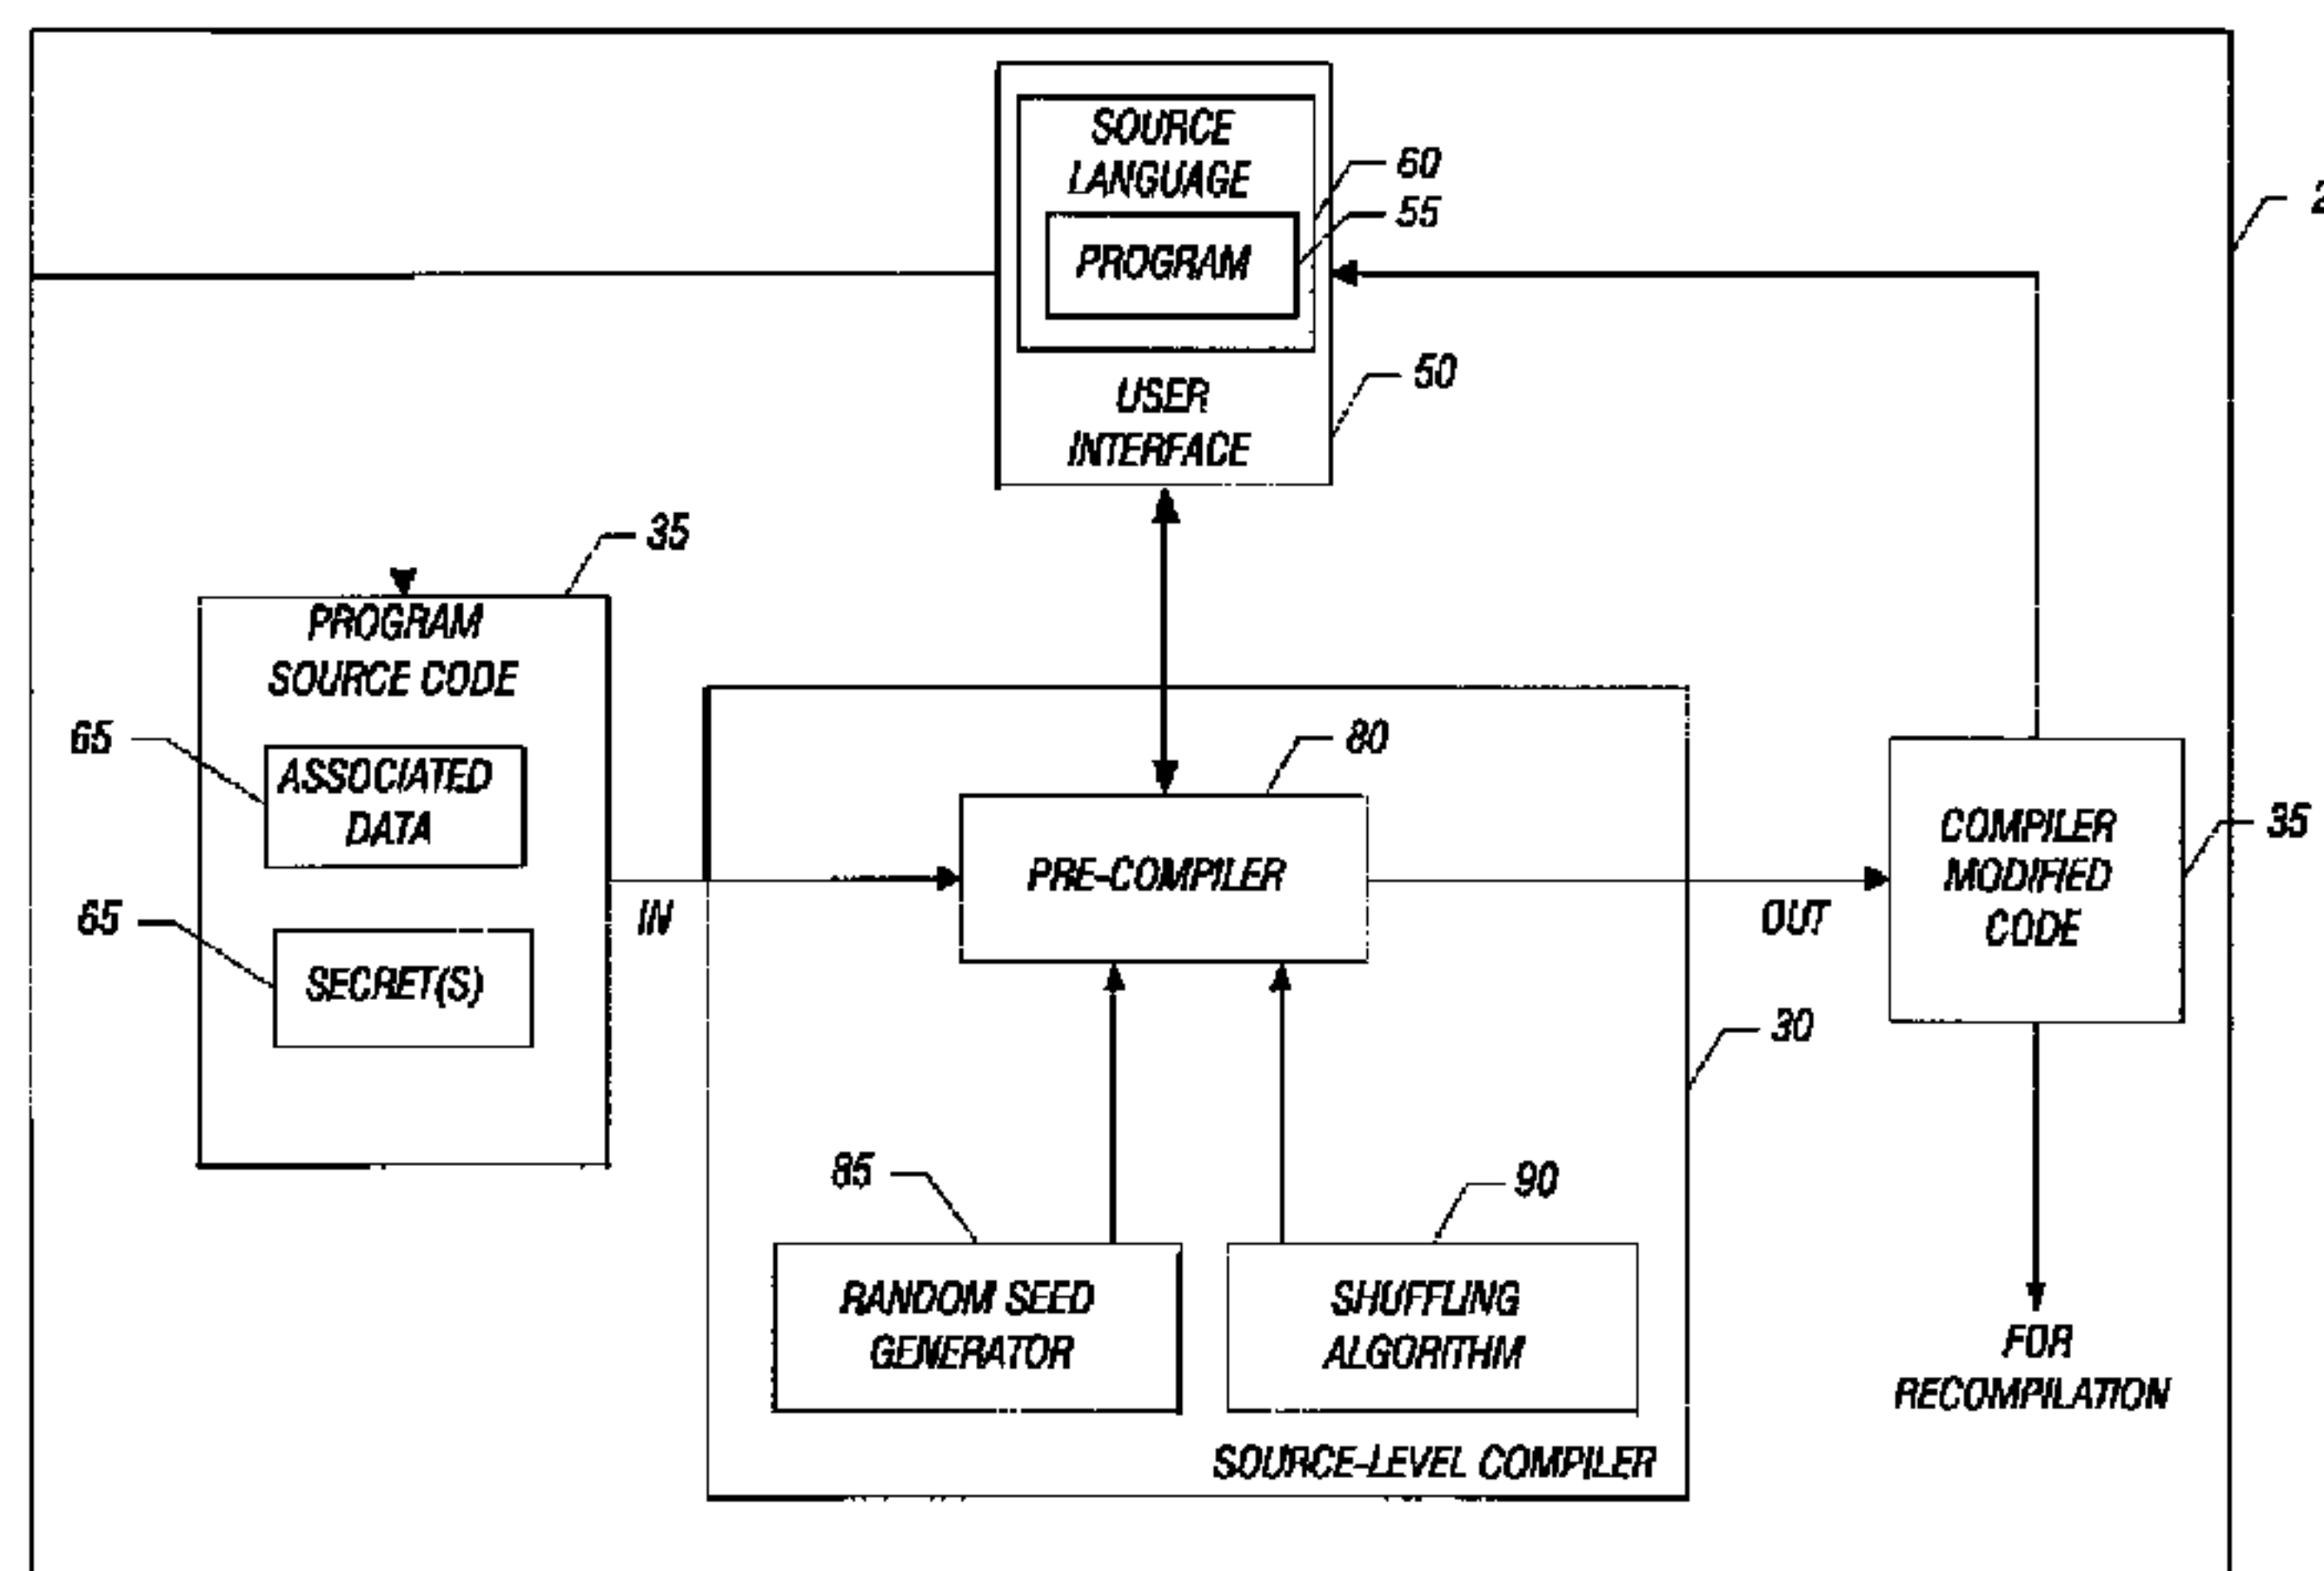 SOURCE
LANGUAGE
60
55
2
PROGRAM
50
USER
INTERFACE
35
PROGRAM
SOURCE CODE
65
80
ASSOCIATED
DATA
35
COMPILER
MODIFIED
CODE
PRE-COMPILER
65
IN
OUT
SECRET(S)
30
85
90
RANDOM SEED
GENERATOR
SHUFFLING
ALGORITHM
FOR
RECOMPILATION
SOURCE-LEVEL COMPILER